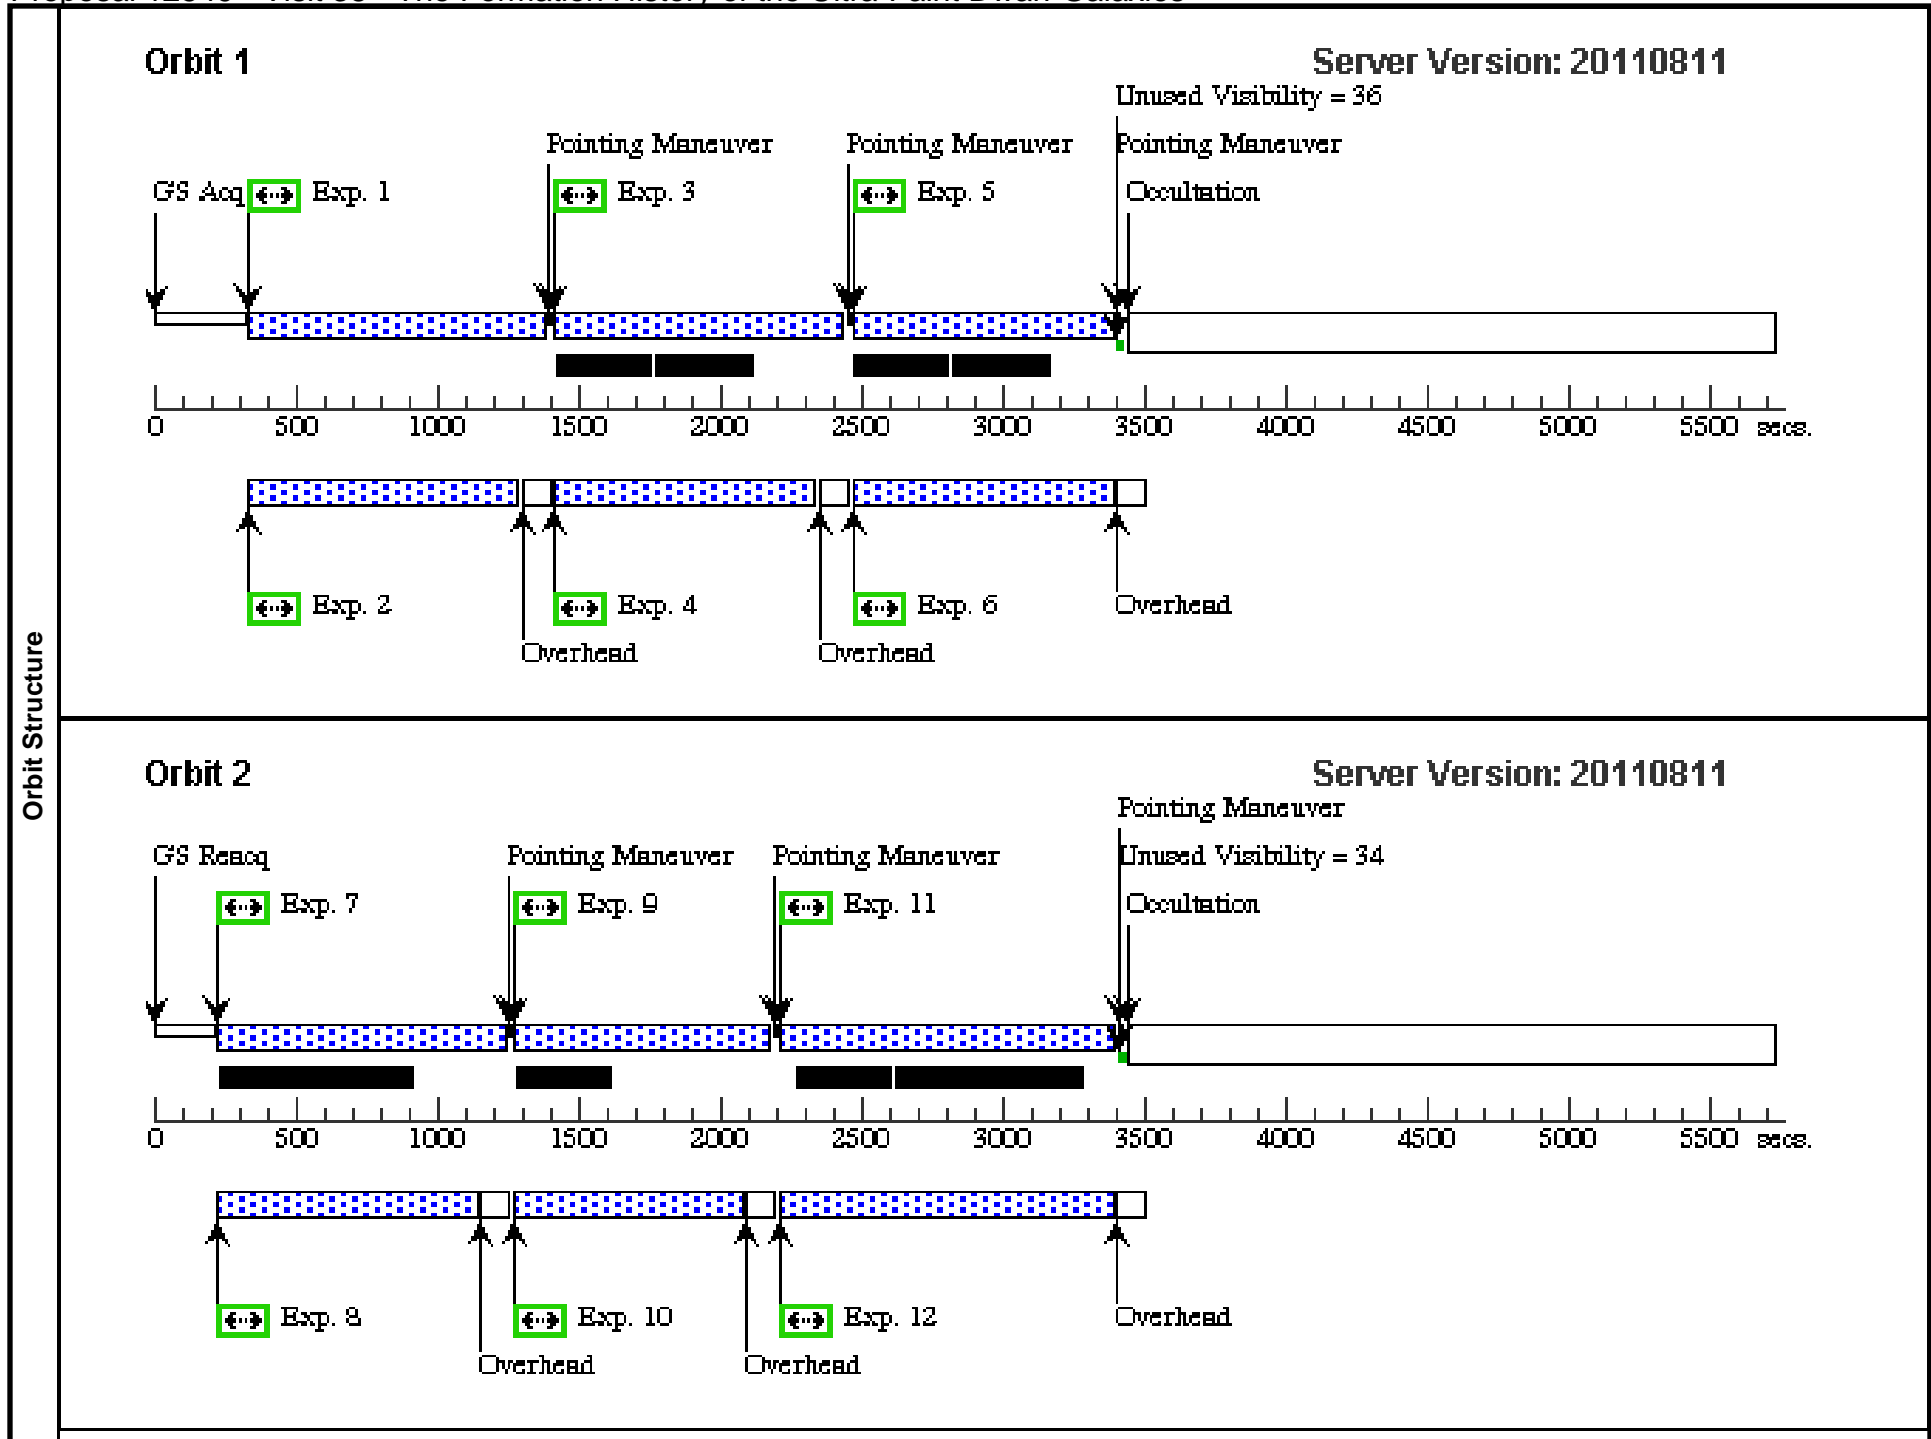 Orbit Structure
Orbit 1
Server Version: 20110811
Unused Visibility = 36
Pointing Maneuver
Pointing Maneuver
Pointing Maneuver
GS Acq
Exp. 1
Exp. 3
Exp. 5
Occultation
0 500 1000 1500 2000 2500 3000 3500 4000 4500 5000 5500 secs.
Exp. 2
Exp. 4
Exp. 6
Overhead
Overhead
Overhead
Orbit 2
Server Version: 20110811
Pointing Maneuver
GS Reacq
Pointing Maneuver
Pointing Maneuver
Unused Visibility = 34
Exp. 7
Exp. 9
Exp. 11
Occultation
0 500 1000 1500 2000 2500 3000 3500 4000 4500 5000 5500 secs.
Exp. 8
Exp. 10
Exp. 12
Overhead
Overhead
Overhead